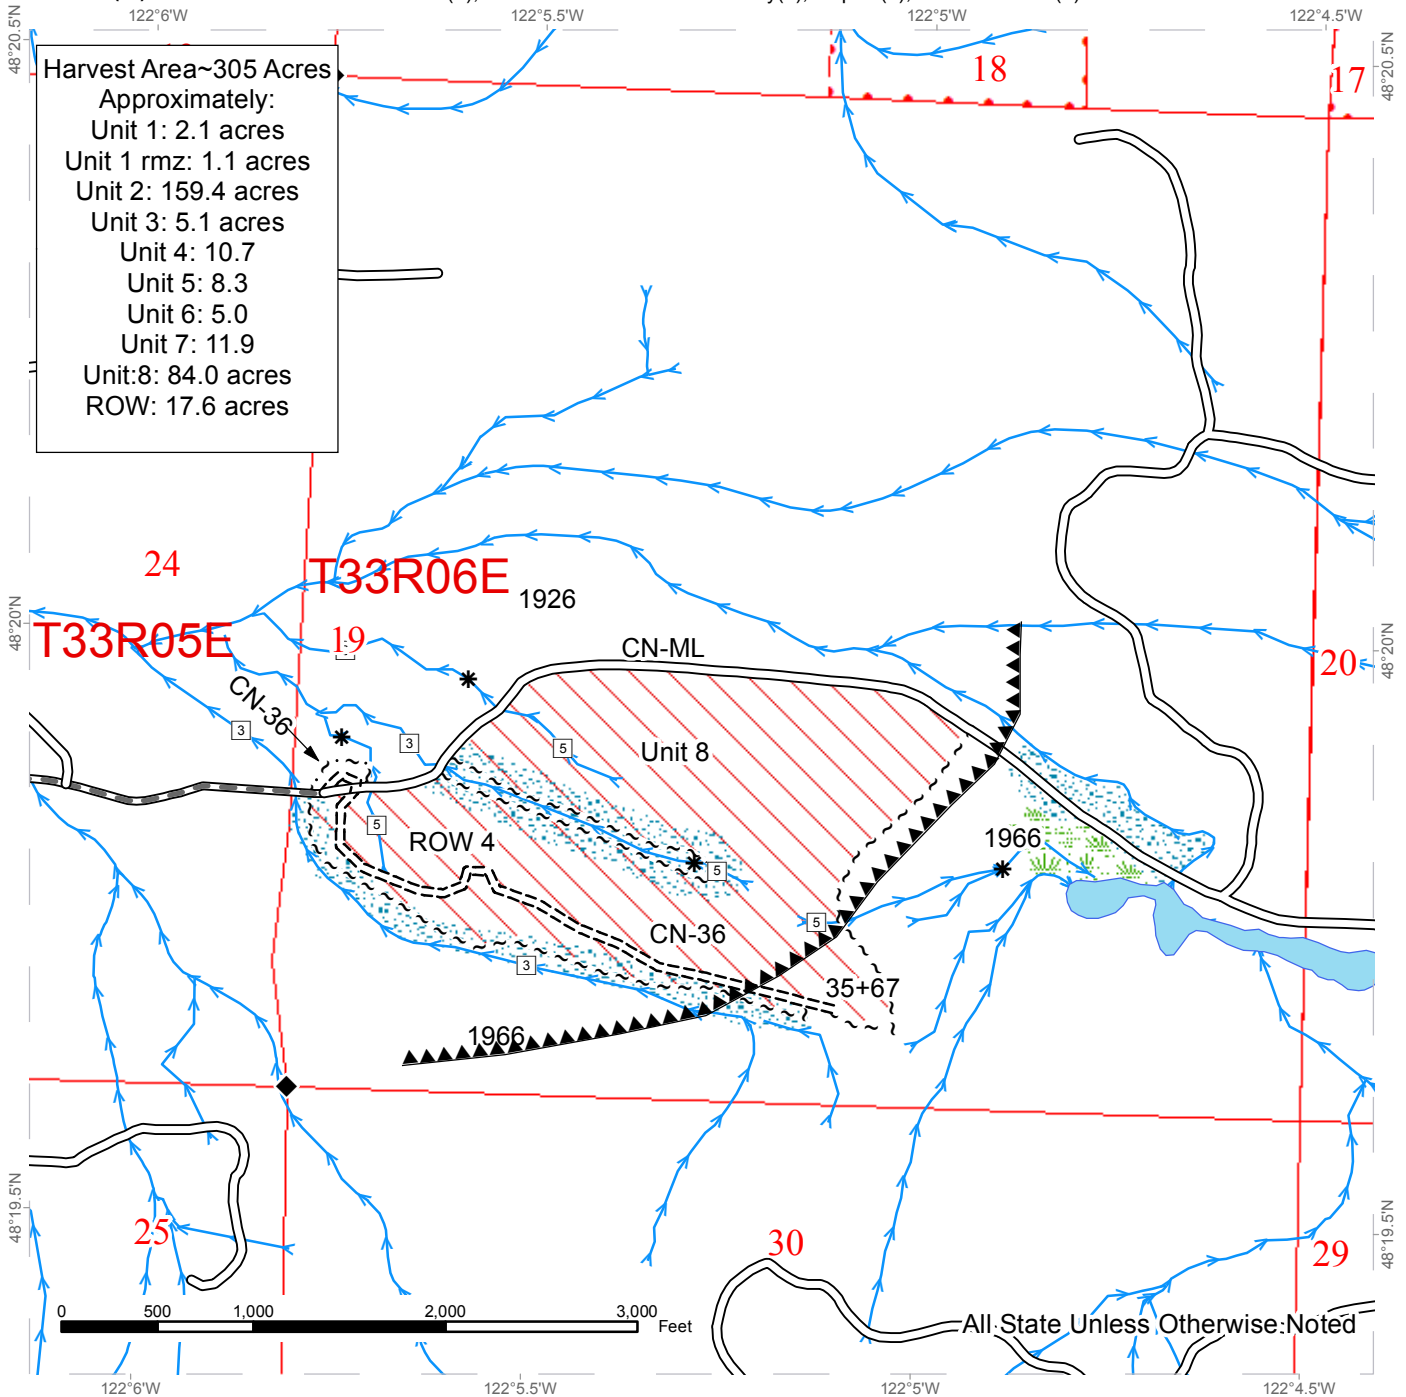 122°6'W
122°5.5'W
122°5'W
122°4.5'W
48°20.5'N
48°20.5'N
Harvest Area~305 Acres
Approximately:
Unit 1: 2.1 acres
Unit 1 rmz: 1.1 acres
Unit 2: 159.4 acres
Unit 3: 5.1 acres
Unit 4: 10.7
Unit 5: 8.3
Unit 6: 5.0
Unit 7: 11.9
Unit:8: 84.0 acres
ROW: 17.6 acres
18
17
24
T33R06E
1926
48°20'N
48°20'N
T33R05E
19
CN-ML
20
CN-36
3
3
5
Unit 8
5
ROW 4
1966
5
5
CN-36
3
35+67
1966
48°19.5'N
48°19.5'N
25
30
29
0
500
1,000
2,000
3,000
Feet
All State Unless Otherwise Noted
122°6'W
122°5.5'W
122°5'W
122°4.5'W